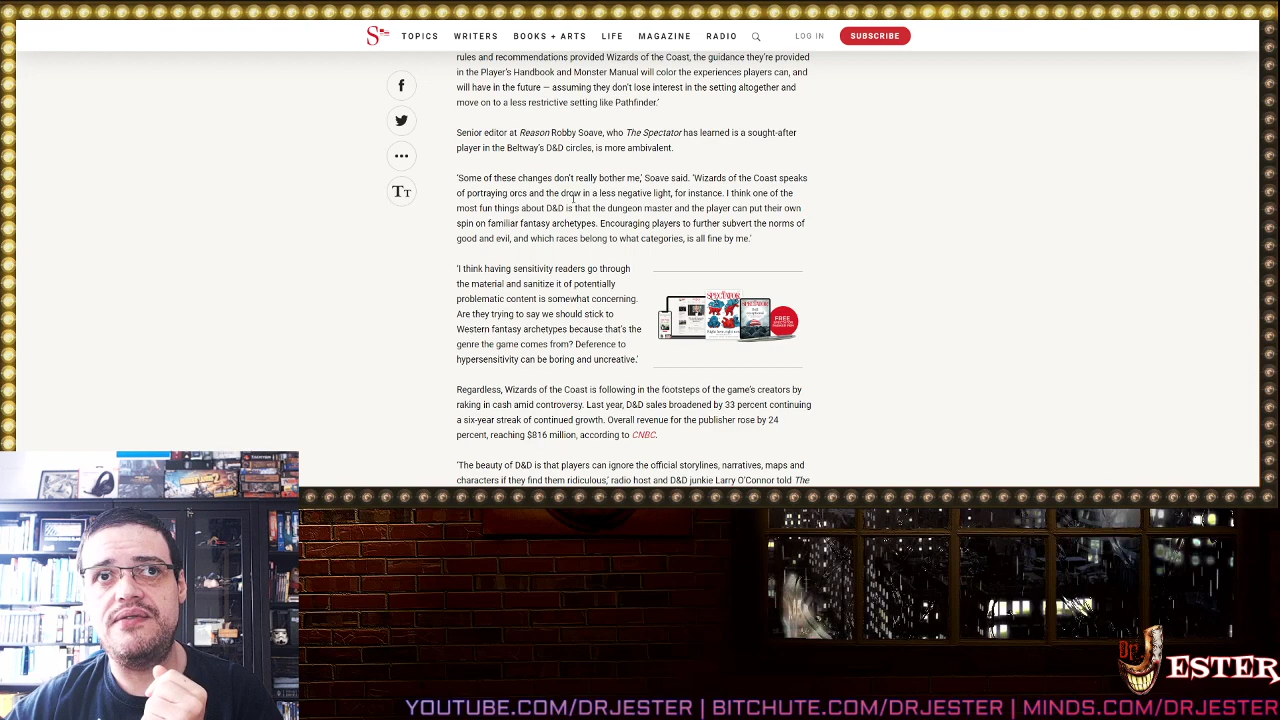 S
TOPICS
WRITERS
BOOKS + ARTS
LIFE
MAGAZINE
RADIO
LOG IN
SUBSCRIBE
rules and recommendations provided Wizards of the Coast, the guidance they're provided
in the Player's Handbook and Monster Manual will color the experiences players can, and
will have in the future — assuming they don't lose interest in the setting altogether and
move on to a less restrictive setting like Pathfinder.'
Senior editor at Reason Robby Soave, who The Spectator has learned is a sought-after
player in the Beltway's D&D circles, is more ambivalent.
'Some of these changes don't really bother me,' Soave said. 'Wizards of the Coast speaks
of portraying orcs and the drow in a less negative light, for instance. I think one of the
most fun things about D&D is that the dungeon master and the player can put their own
spin on familiar fantasy archetypes. Encouraging players to further subvert the norms of
good and evil, and which races belong to what categories, is all fine by me.'
'I think having sensitivity readers go through
the material and sanitize it of potentially
problematic content is somewhat concerning.
Are they trying to say we should stick to
Western fantasy archetypes because that's the
genre the game comes from? Deference to
hypersensitivity can be boring and uncreative.'
SPECTATOR
FREE
Regardless, Wizards of the Coast is following in the footsteps of the game's creators by
raking in cash amid controversy. Last year, D&D sales broadened by 33 percent continuing
a six-year streak of continued growth. Overall revenue for the publisher rose by 24
percent, reaching $816 million, according to CNBC.
'The beauty of D&D is that players can ignore the official storylines, narratives, maps and
characters if they find them ridiculous,' radio host and D&D junkie Larry O'Connor told The
f
TT
DR
JESTER
YOUTUBE.COM/DRJESTER | BITCHUTE.COM/DRJESTER | MINDS.COM/DRJESTER